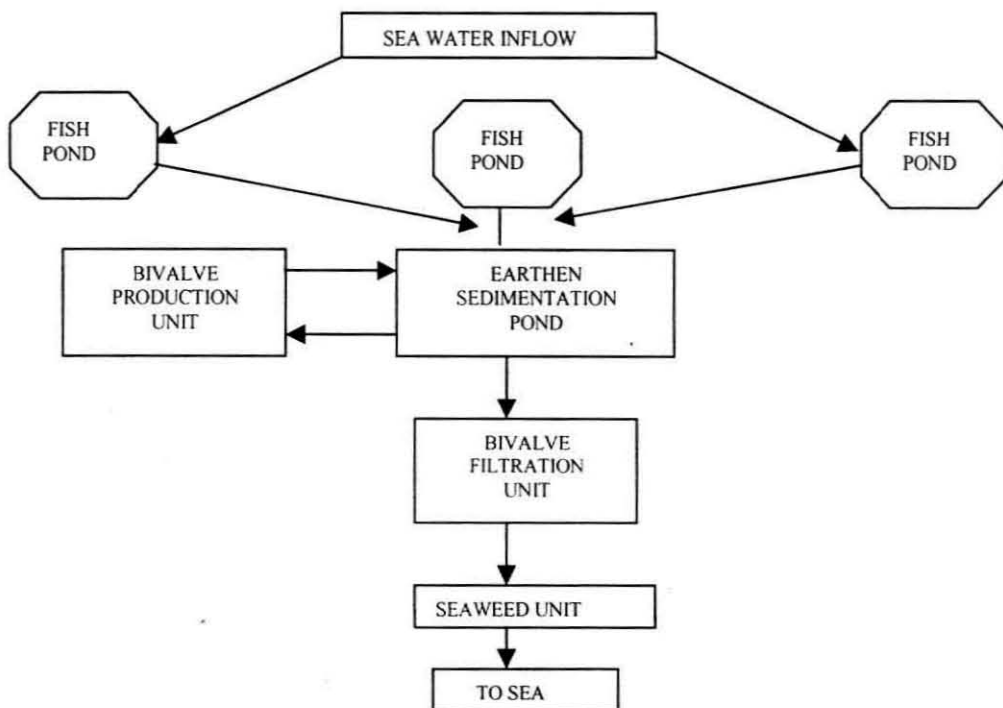 SEA WATER INFLOW
FISH
POND
FISH
POND
FISH
POND
BIVALVE
PRODUCTION
UNIT
EARTHEN
SEDIMENTATION
POND
BIVALVE
FILTRATION
UNIT
SEAWEED UNIT
TO SEA